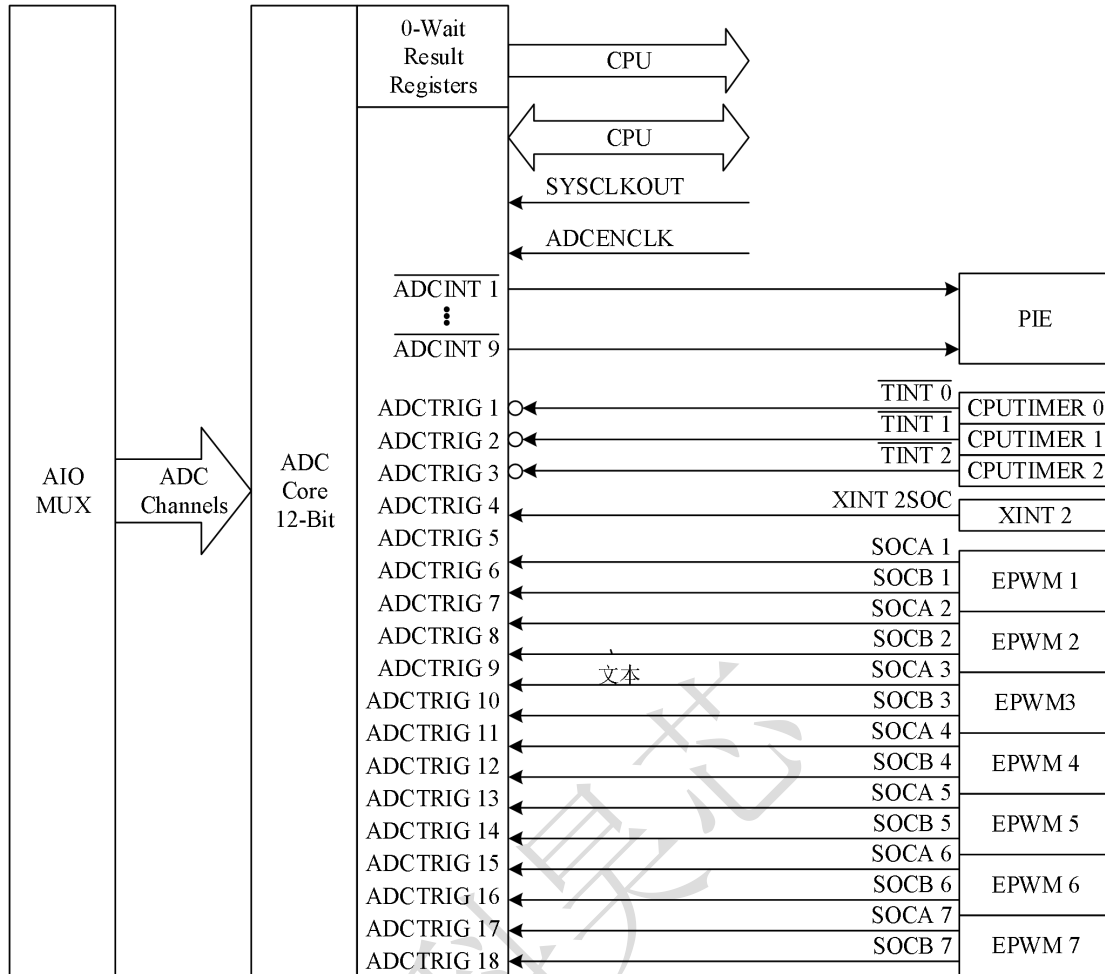 0-Wait
Result
Registers
CPU
CPU
SYSCLKOUT
ADCENCLK
ADCINT 1
ADCINT 9
PIE
ADCTRIG 1
TINT 0
CPUTIMER 0
ADCTRIG 2
TINT 1
CPUTIMER 1
ADCTRIG 3
TINT 2
CPUTIMER 2
AIO
MUX
ADC
Channels
ADC
Core
12-Bit
ADCTRIG 4
XINT 2SOC
XINT 2
ADCTRIG 5
SOCA 1
ADCTRIG 6
SOCB 1
EPWM 1
ADCTRIG 7
SOCA 2
ADCTRIG 8
SOCB 2
EPWM 2
ADCTRIG 9
文本
SOCA 3
ADCTRIG 10
SOCB 3
EPWM3
ADCTRIG 11
SOCA 4
ADCTRIG 12
SOCB 4
EPWM 4
ADCTRIG 13
SOCA 5
ADCTRIG 14
SOCB 5
EPWM 5
ADCTRIG 15
SOCA 6
ADCTRIG 16
SOCB 6
EPWM 6
ADCTRIG 17
SOCA 7
ADCTRIG 18
SOCB 7
EPWM 7
昊芯